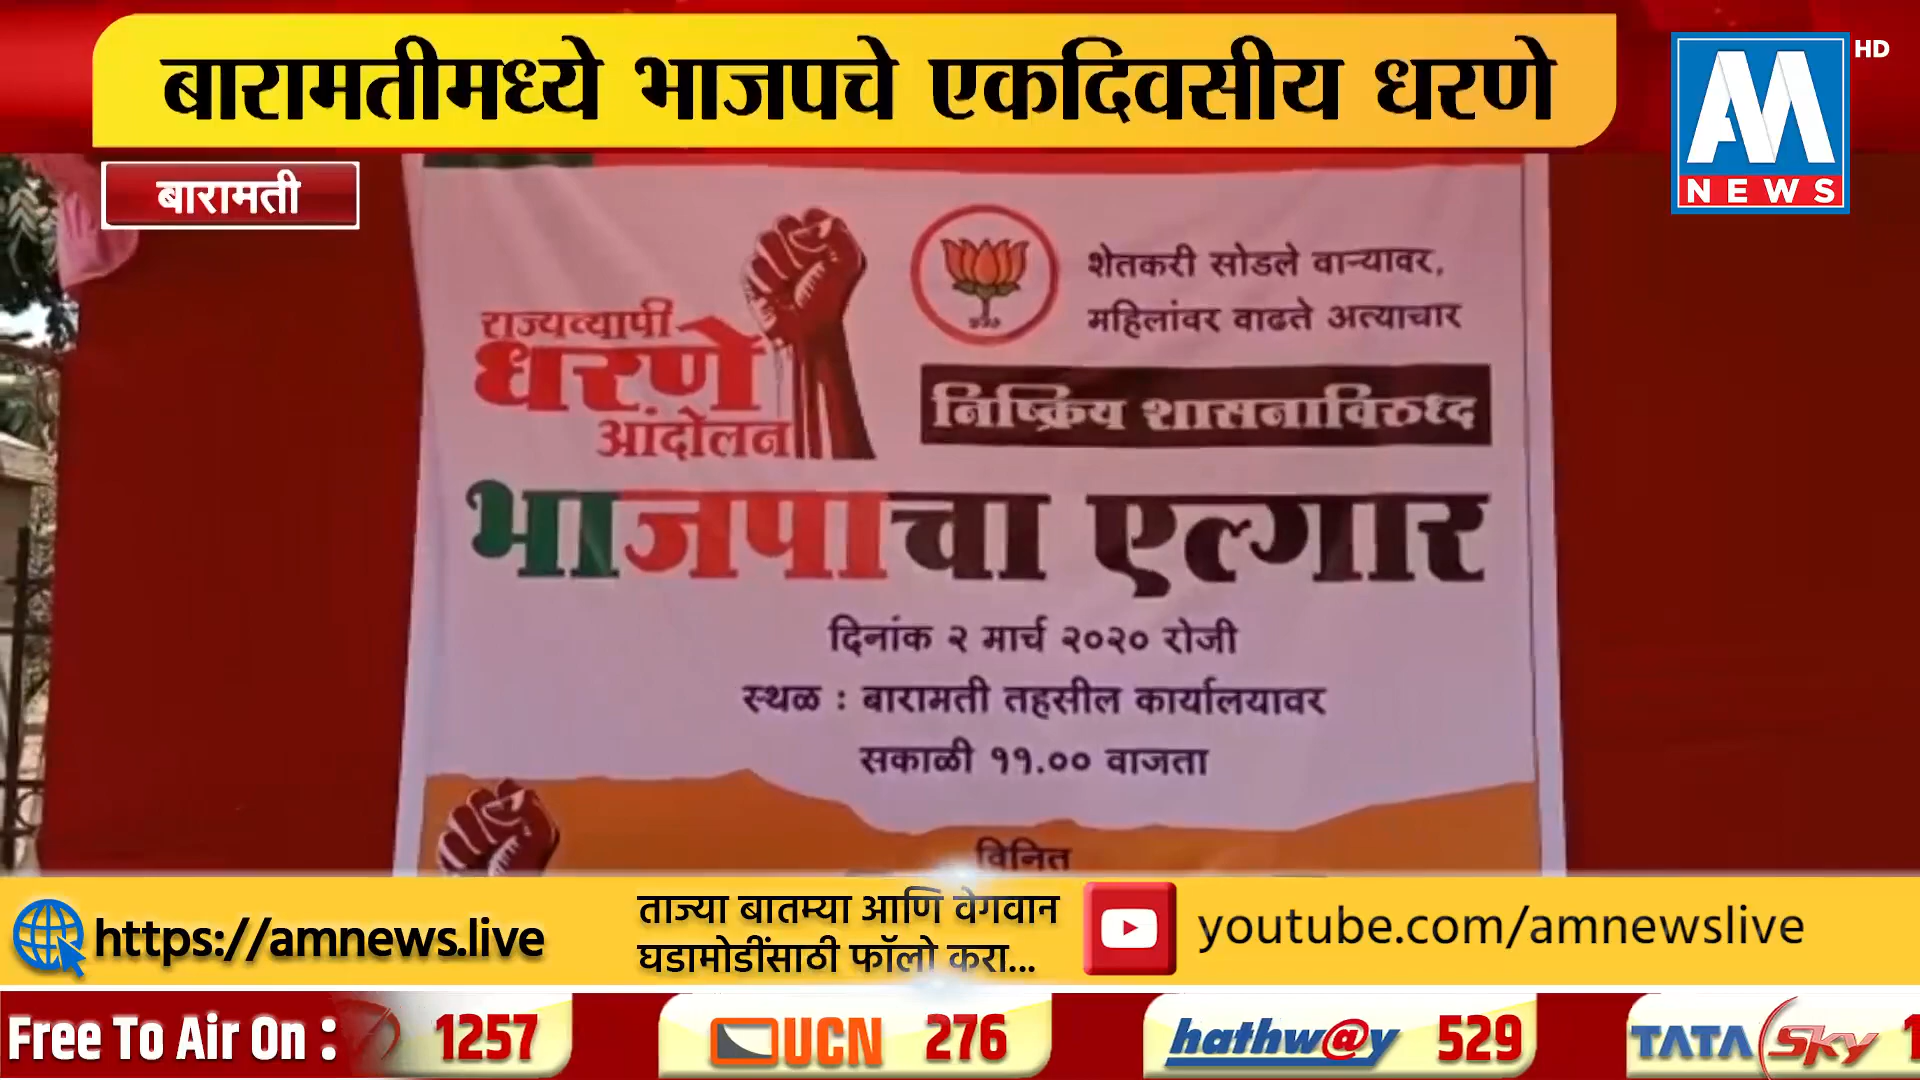 बारामतीमध्ये भाजपचे एकदिवसीय धरणे
HD
AM
NEWS
बारामती
राज्यव्यापी
धरणे
आंदोलन
शेतकरी सोडले वाऱ्यावर,
महिलांवर वाढते अत्याचार
निष्क्रिय शासनाविरुध्द
भाजपाचा एल्गार
दिनांक २ मार्च २०२० रोजी
स्थळ : बारामती तहसील कार्यालयावर
सकाळी ११.०० वाजता
विनित
https://amnews.live
ताज्या बातम्या आणि वेगवान
घडामोडींसाठी फॉलो करा...
youtube.com/amnewslive
Free To Air On : 1257 UCN 276 hathw@y 529 TATA Sky